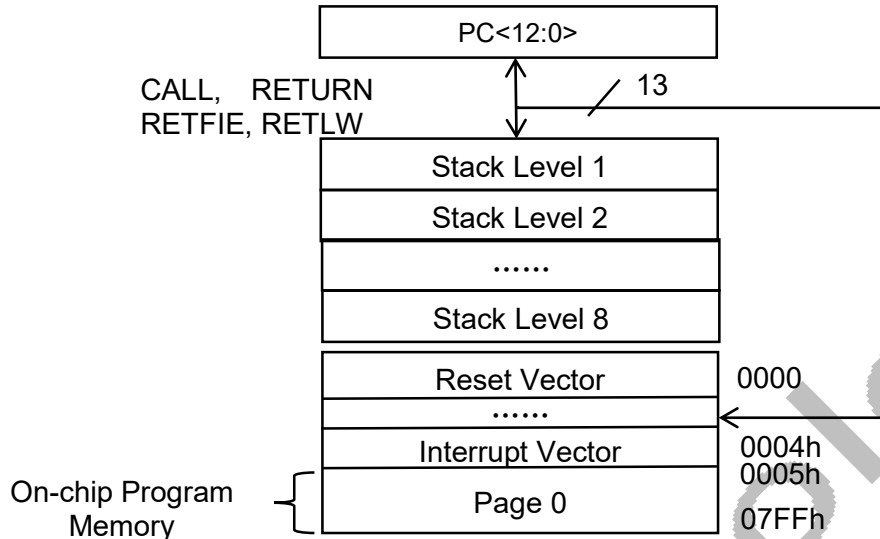 PC<12:0>
CALL, RETURN
RETFIE, RETLW
13
Stack Level 1
Stack Level 2
......
Stack Level 8
Reset Vector
0000
......
Interrupt Vector
0004h
0005h
On-chip Program
Memory
Page 0
07FFh